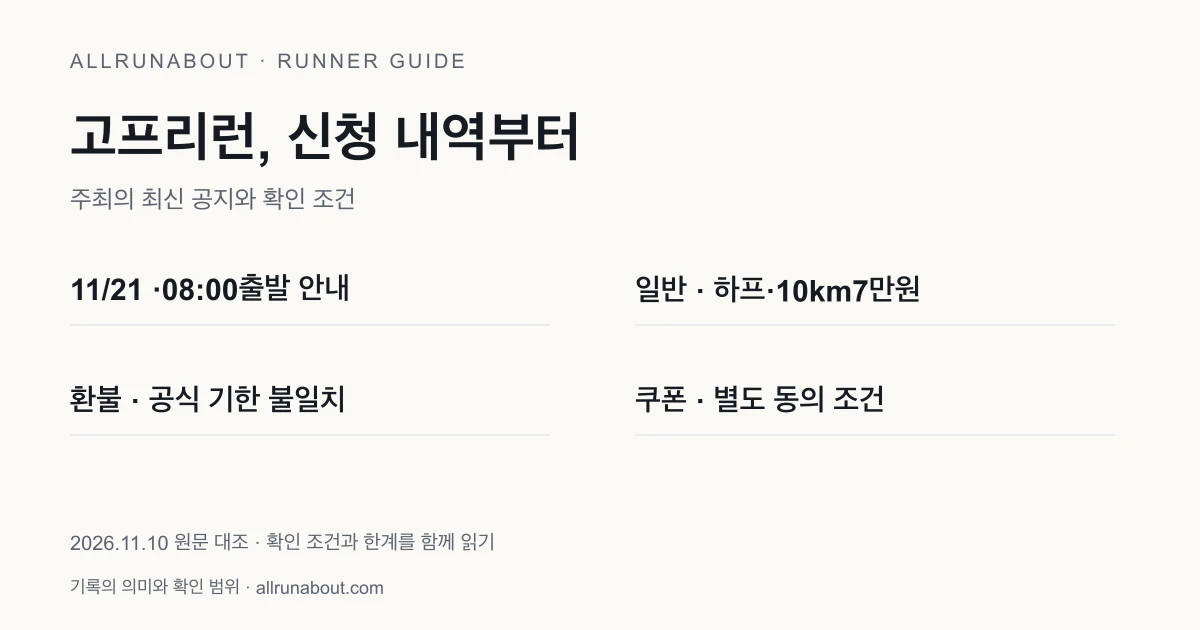 ALLRUNABOUT · RUNNER GUIDE
고프리런, 신청 내역부터
주최의 최신 공지와 확인 조건
11/21 ·08:00출발 안내
일반 · 하프·10km7만원
환불 · 공식 기한 불일치
쿠폰 · 별도 동의 조건
2026.11.10 원문 대조 · 확인 조건과 한계를 함께 읽기
기록의 의미와 확인 범위 · allrunabout.com